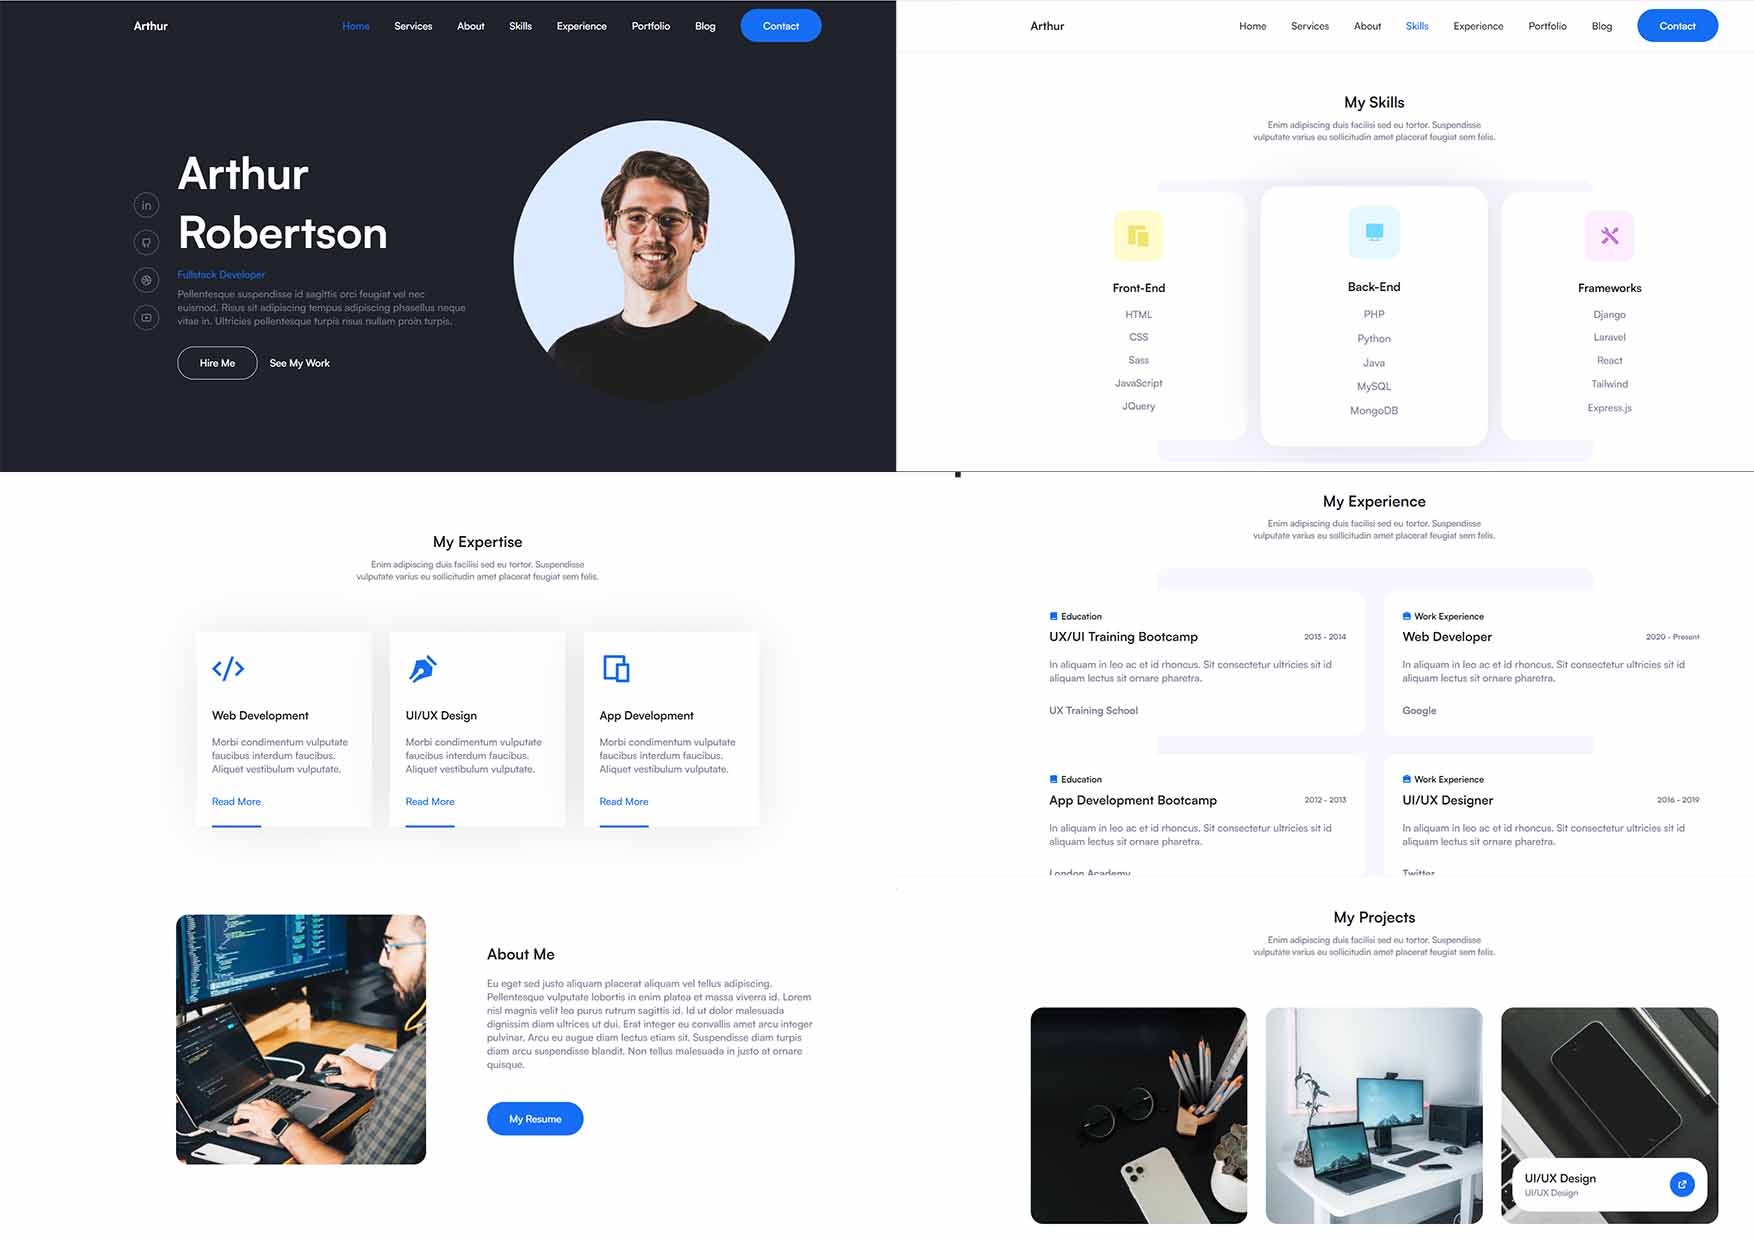 Arthur
Home Services About Skills Experience Portfolio Blog Contact
Arthur
Robertson
in
Fullstack Developer
Pellentesque suspendisse id sagittis orci feugiat vel nec
euismod. Risus sit adipiscing tempus adipiscing phasellus neque
vitae in. Ultricies pellentesque turpis risus nullam proin turpis.
Hire Me See My Work
Arthur
Home Services About Skills Experience Portfolio Blog Contact
My Skills
Enim adipiscing duis facilisi sed eu tortor. Suspendisse
vulputate varius eu sollicitudin amet placerat feugiat sem felis.
Front-End
HTML
CSS
Sass
JavaScript
JQuery
Back-End
PHP
Python
Java
MySQL
MongoDB
Frameworks
Django
Laravel
React
Tailwind
Express.js
My Expertise
Enim adipiscing duis facilisi sed eu tortor. Suspendisse
vulputate varius eu sollicitudin amet placerat feugiat sem felis.
Web Development
Morbi condimentum vulputate
faucibus interdum faucibus.
Aliquet vestibulum vulputate.
Read More
UI/UX Design
Morbi condimentum vulputate
faucibus interdum faucibus.
Aliquet vestibulum vulputate.
Read More
App Development
Morbi condimentum vulputate
faucibus interdum faucibus.
Aliquet vestibulum vulputate.
Read More
My Experience
Enim adipiscing duis facilisi sed eu tortor. Suspendisse
vulputate varius eu sollicitudin amet placerat feugiat sem felis.
Education
UX/UI Training Bootcamp 2013 - 2014
In aliquam in leo ac et id rhoncus. Sit consectetur ultricies sit id
aliquam lectus sit ornare pharetra.
UX Training School
Work Experience
Web Developer 2020 - Present
In aliquam in leo ac et id rhoncus. Sit consectetur ultricies sit id
aliquam lectus sit ornare pharetra.
Google
Education
App Development Bootcamp 2012 - 2013
In aliquam in leo ac et id rhoncus. Sit consectetur ultricies sit id
aliquam lectus sit ornare pharetra.
London Academy
Work Experience
UI/UX Designer 2016 - 2019
In aliquam in leo ac et id rhoncus. Sit consectetur ultricies sit id
aliquam lectus sit ornare pharetra.
Twitter
About Me
Eu eget sed justo aliquam placerat aliquam vel tellus adipiscing.
Pellentesque vulputate lobortis in enim platea et massa viverra id. Lorem
nisl magnis velit leo purus rutrum sagittis id. Id ut dolor malesuada
dignissim diam ultrices ut dui. Erat integer eu convallis amet arcu integer
pulvinar. Arcu eu augue diam lectus etiam sit. Suspendisse diam turpis
diam arcu suspendisse blandit. Non tellus malesuada in justo at ornare
quisque.
My Resume
My Projects
Enim adipiscing duis facilisi sed eu tortor. Suspendisse
vulputate varius eu sollicitudin amet placerat feugiat sem felis.
UI/UX Design
UI/UX Design